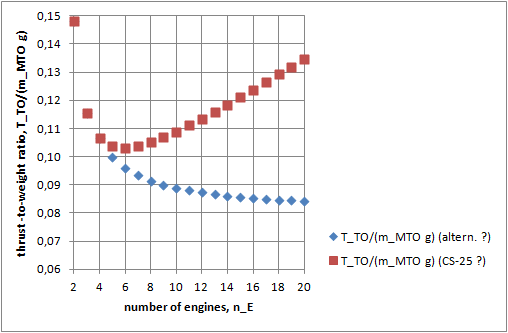 thrust-to-weight ratio, T_TO/(m_MTO g)
0,15
0,14
0,13
0,12
0,11
0,10
0,09
0,08
0,07
0,06
2 4 6 8 10 12 14 16 18 20
number of engines, n_E
T_TO/(m_MTO g) (altern. ?)
T_TO/(m_MTO g) (CS-25 ?)